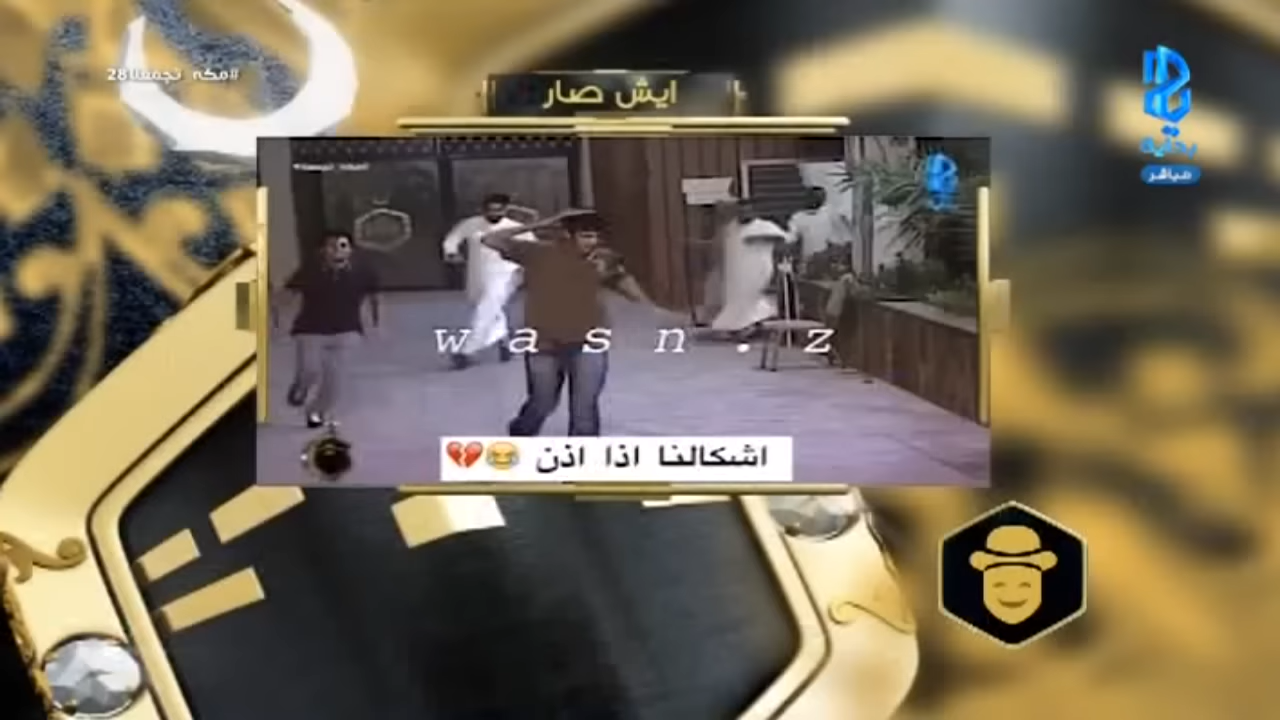 #مكة_تجمعنا28
ايش صار
بداية
مباشر
w a s n . z
اشكالنا اذا اذن 😂💔